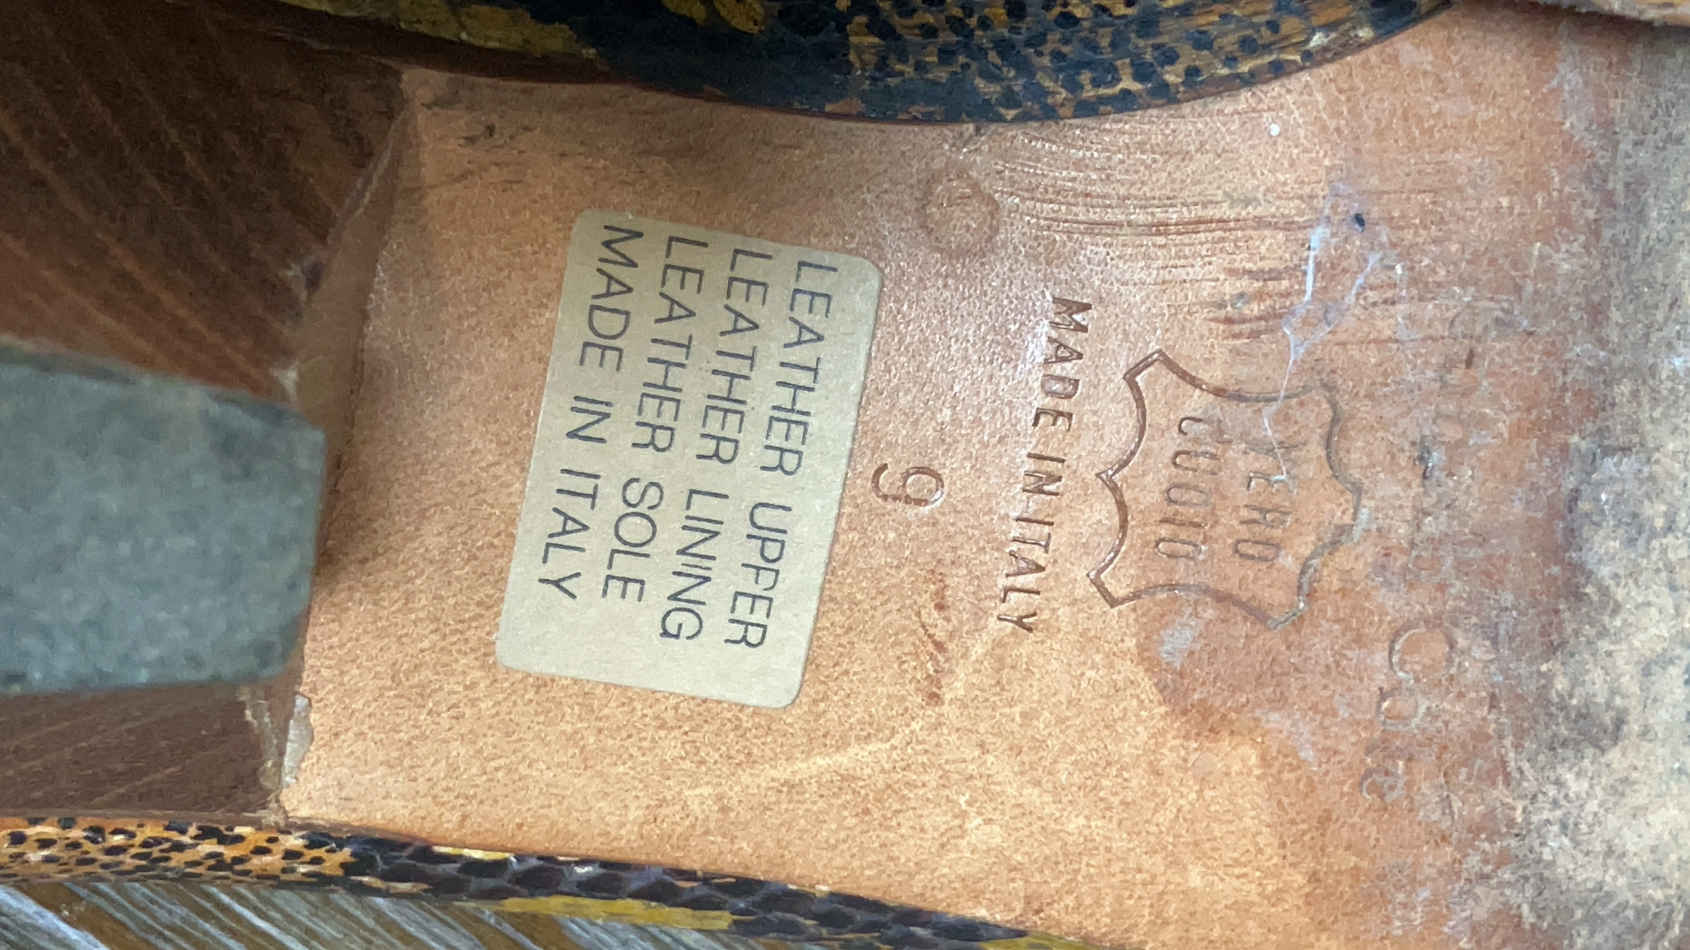 VERO
CUOIO
MADE IN ITALY
9
LEATHER UPPER
LEATHER LINING
LEATHER SOLE
MADE IN ITALY